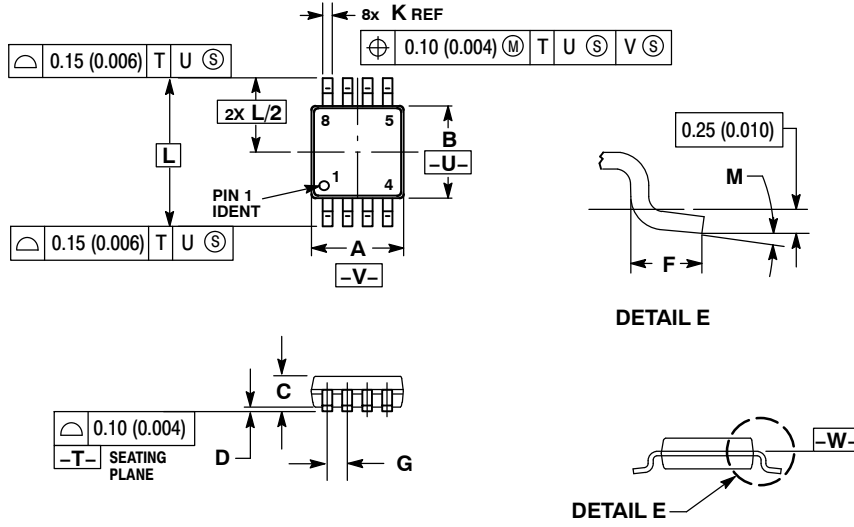 8x K REF
⌓ 0.15 (0.006) T U Ⓢ
⌖ 0.10 (0.004) Ⓜ T U Ⓢ V Ⓢ
2X L/2
8 5
B
–U–
L
1 4
PIN 1
IDENT
⌓ 0.15 (0.006) T U Ⓢ
A
–V–
0.25 (0.010)
M
F
DETAIL E
C
⌓ 0.10 (0.004)
–T– SEATING
PLANE
D
G
–W–
DETAIL E